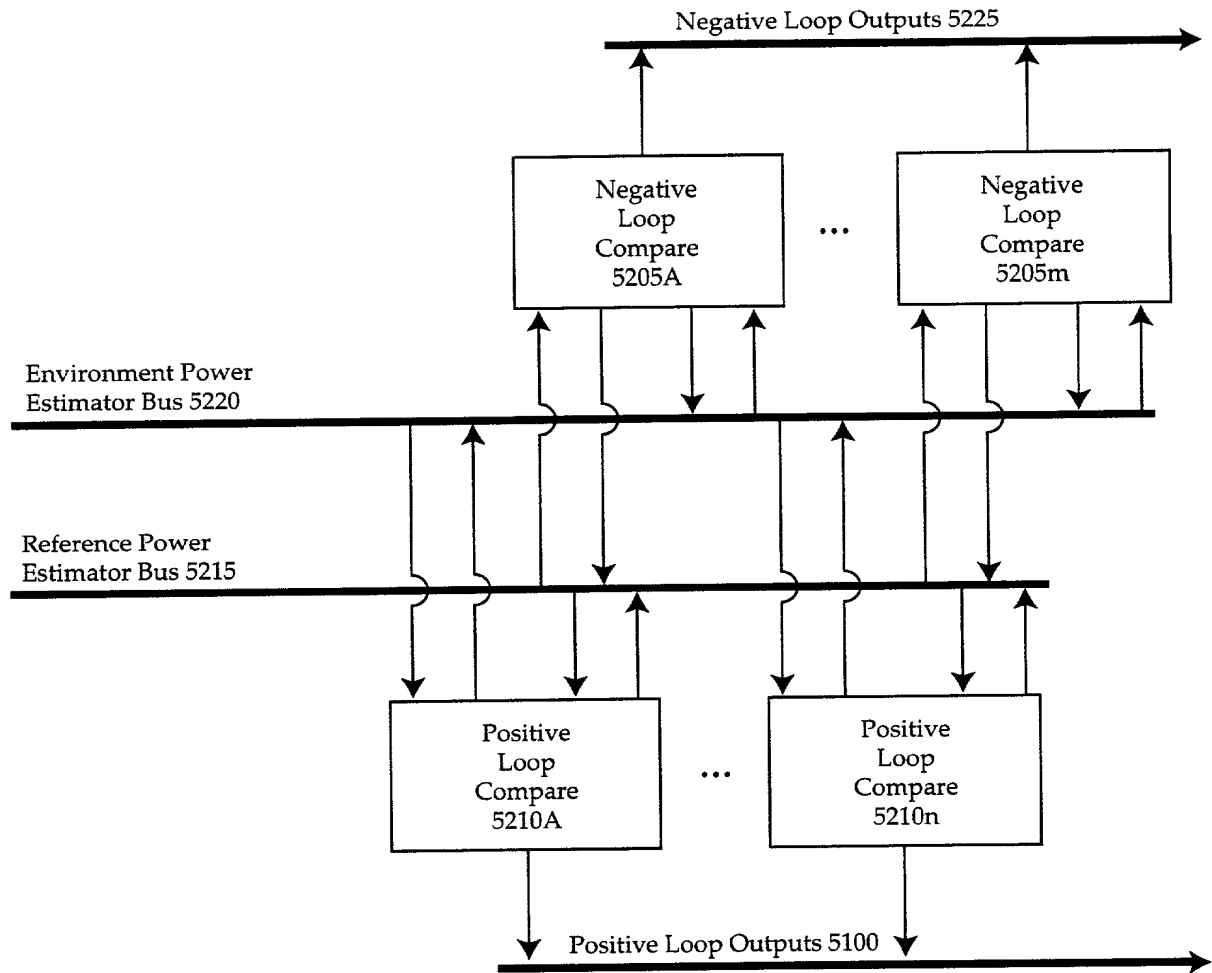 Negative Loop Outputs 5225
Negative
Loop
Compare
5205A
...
Negative
Loop
Compare
5205m
Environment Power
Estimator Bus 5220
Reference Power
Estimator Bus 5215
Positive
Loop
Compare
5210A
...
Positive
Loop
Compare
5210n
Positive Loop Outputs 5100